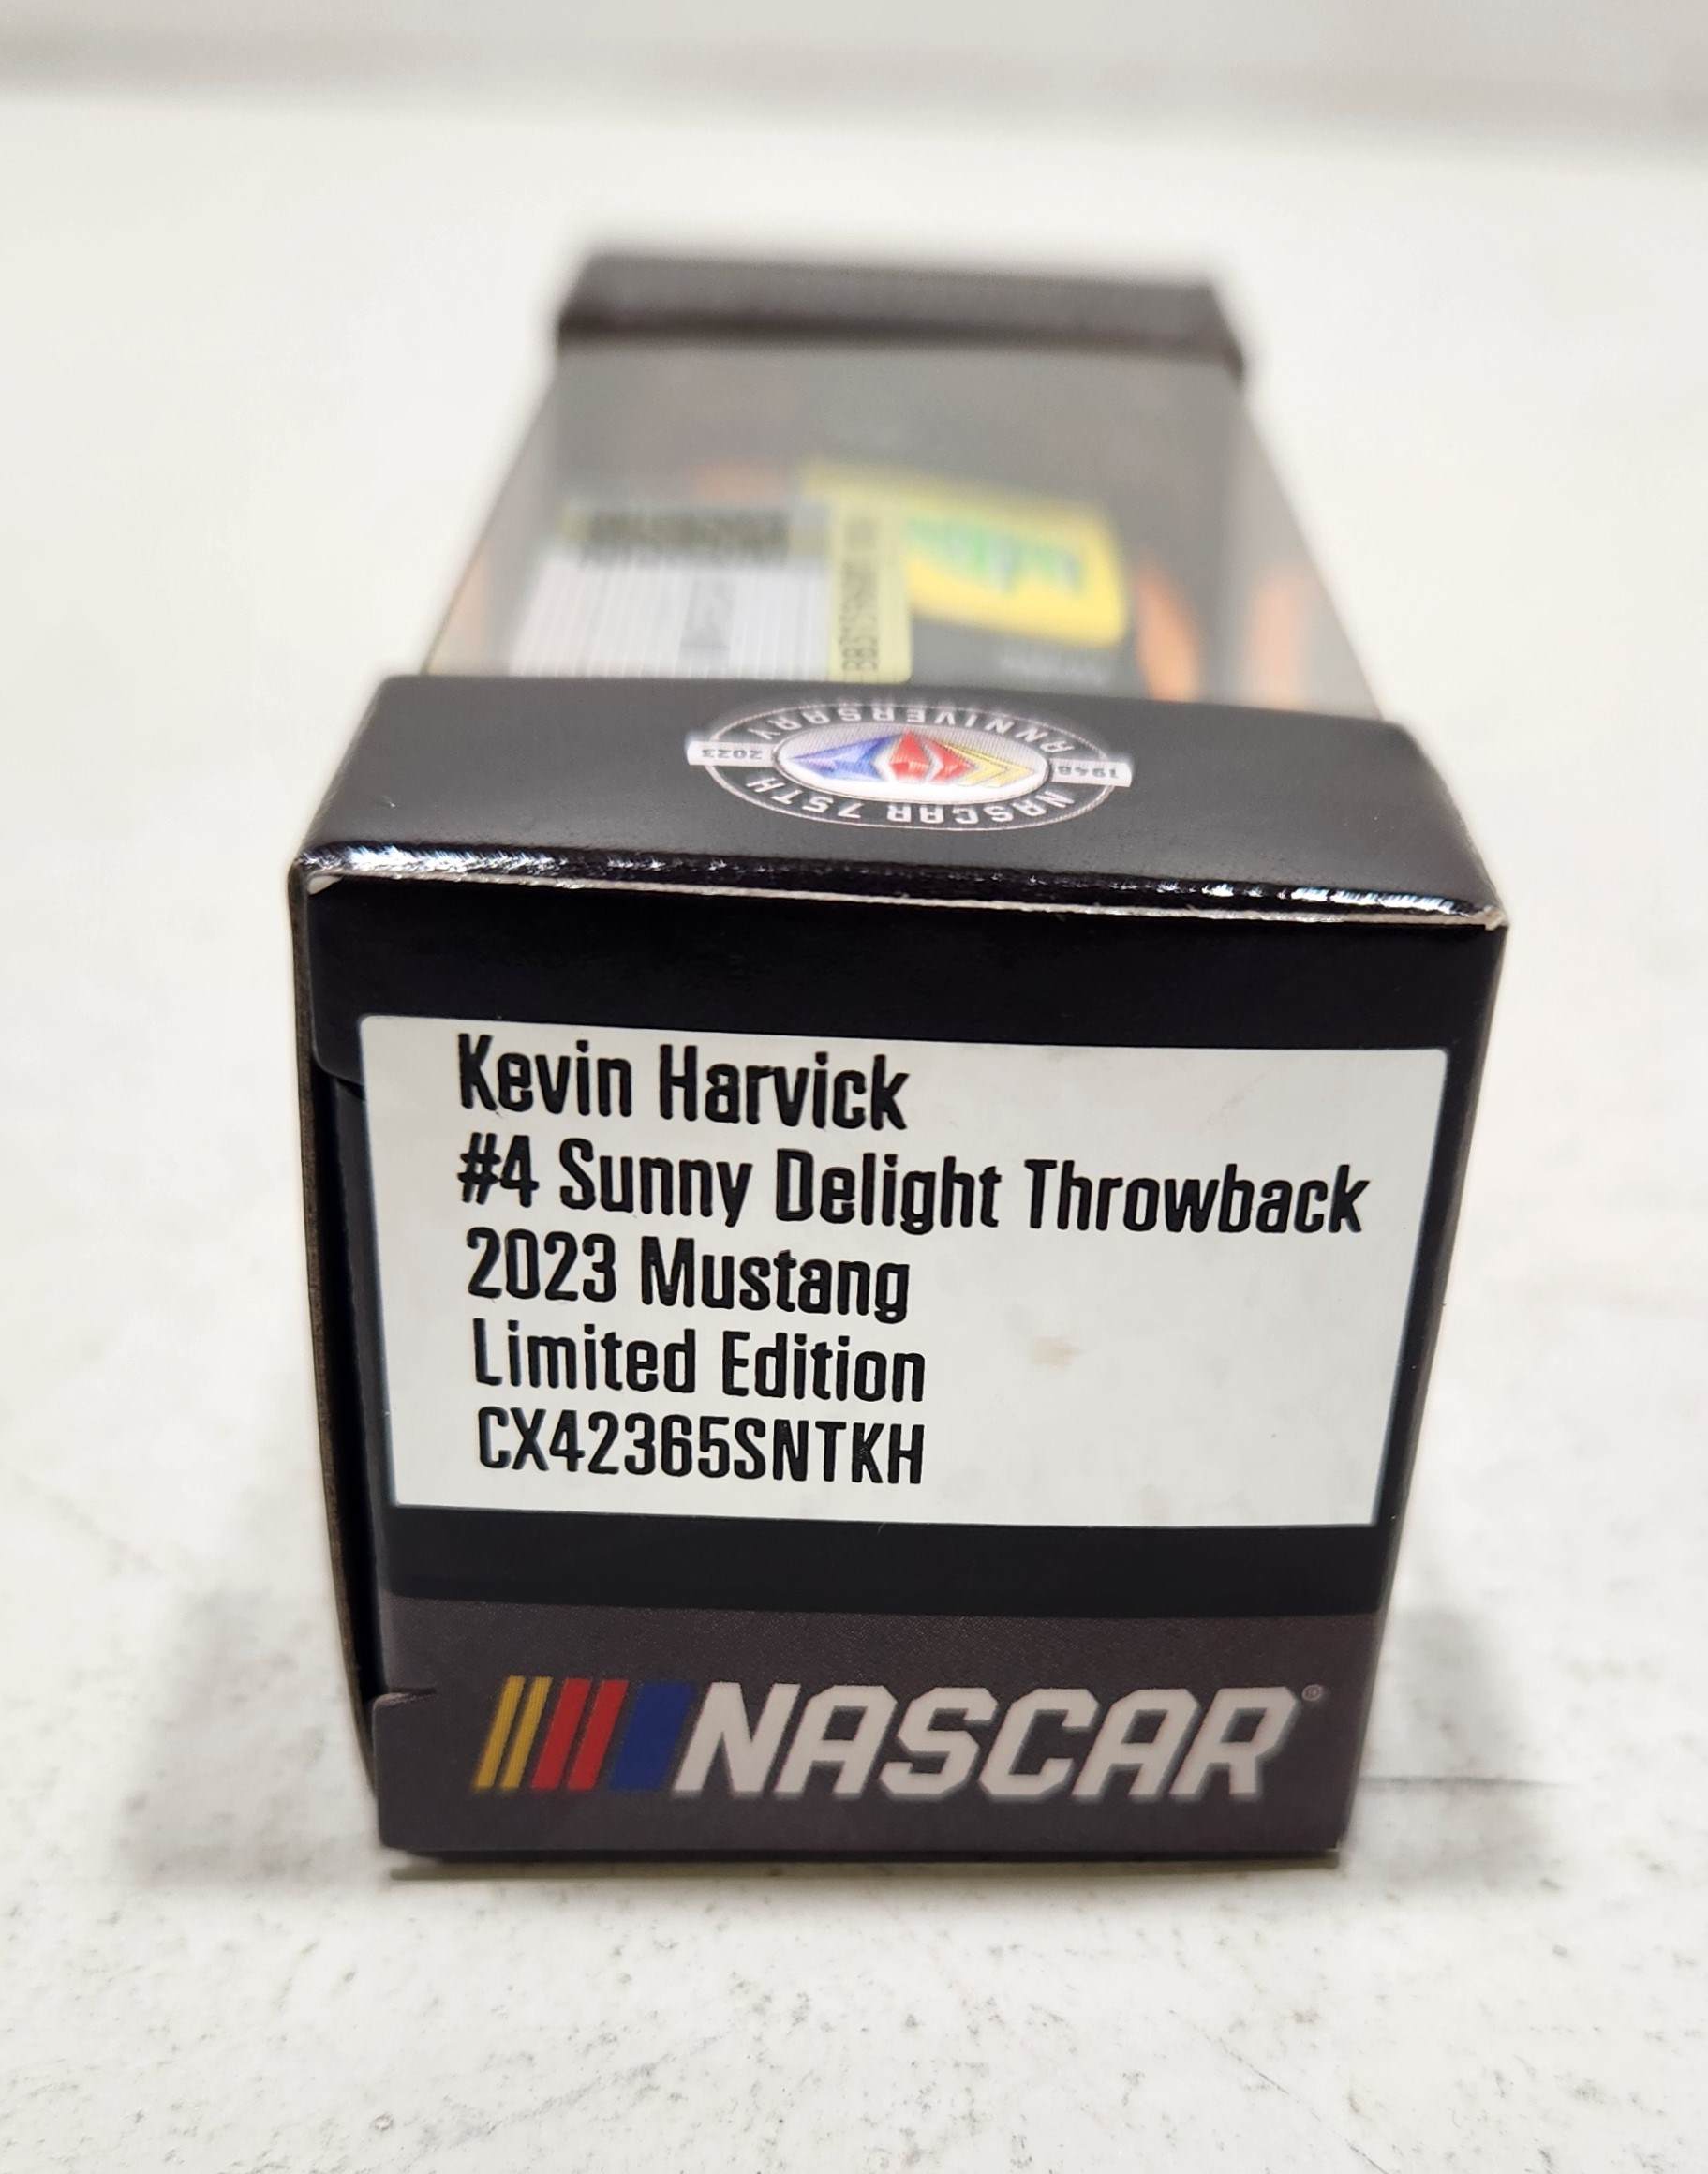 NASCAR 75TH
ANNIVERSARY
1948
2023
Kevin Harvick
#4 Sunny Delight Throwback
2023 Mustang
Limited Edition
CX42365SNTKH
NASCAR®